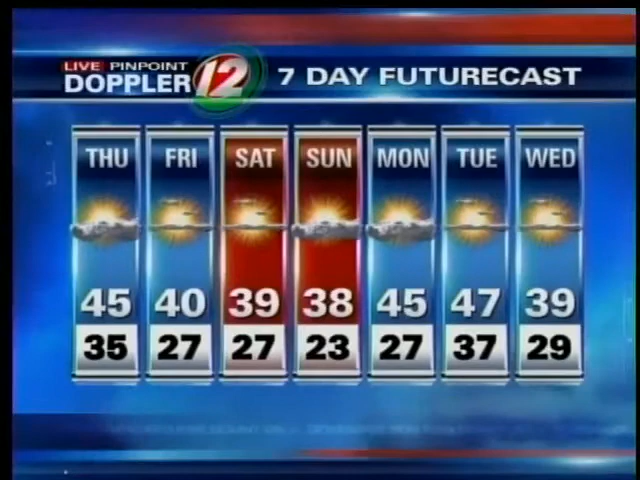 LIVE PINPOINT
DOPPLER 12
7 DAY FUTURECAST
THU FRI SAT SUN MON TUE WED
45 40 39 38 45 47 39
35 27 27 23 27 37 29